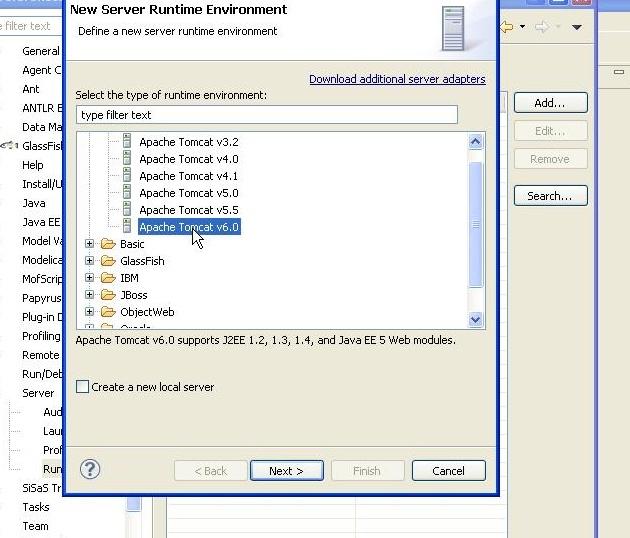 New Server Runtime Environment
Define a new server runtime environment
Download additional server adapters
Select the type of runtime environment:
type filter text
Apache Tomcat v3.2
Apache Tomcat v4.0
Apache Tomcat v4.1
Apache Tomcat v5.0
Apache Tomcat v5.5
Apache Tomcat v6.0
Basic
GlassFish
IBM
JBoss
ObjectWeb
Apache Tomcat v6.0 supports J2EE 1.2, 1.3, 1.4, and Java EE 5 Web modules.
Create a new local server
?
< Back
Next >
Finish
Cancel
Add...
Edit...
Remove
Search...
filter text
General
Agent C
Ant
ANTLR E
Data Ma
GlassFish
Help
Install/U
Java
Java EE
Model Va
Modelica
MofScrip
Papyrus
Plug-in D
Profiling
Remote
Run/Deb
Server
Aud
Lau
Prof
Run
SiSaS Tr
Tasks
Team